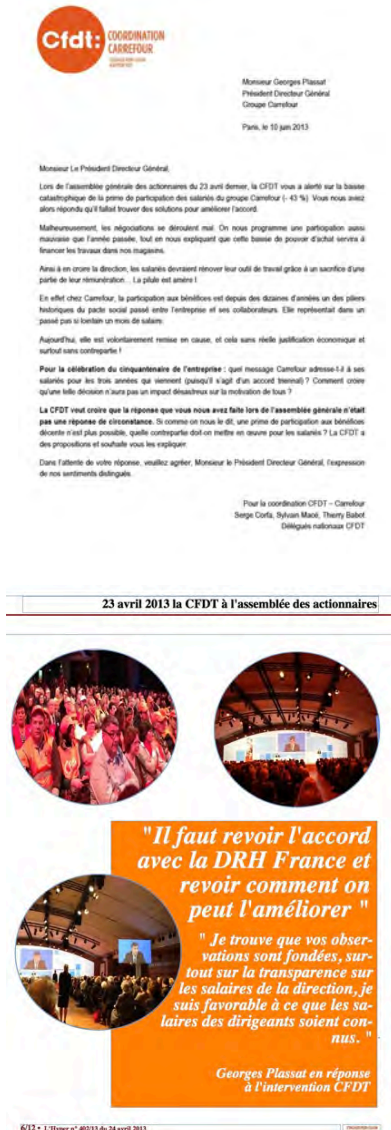 Cfdt:
COORDINATION
CARREFOUR
Monsieur Georges Plassat
Président Directeur Général
Groupe Carrefour
Paris, le 10 juin 2013
Monsieur Le Président Directeur Général,
Lors de l'assemblée générale des actionnaires du 23 avril dernier, la CFDT vous a alerté sur la baisse
catastrophique de la prime de participation des salariés du groupe Carrefour (- 43 %). Vous nous aviez
alors répondu qu'il fallait trouver des solutions pour améliorer l'accord.
Malheureusement, les négociations se déroulent mal. On nous programme une participation aussi
mauvaise que l'année passée, tout en nous expliquant que cette baisse de pouvoir d'achat servira à
financer les travaux dans nos magasins.
Ainsi à en croire la direction, les salariés devraient rénover leur outil de travail grâce à un sacrifice d'une
partie de leur rémunération... La pilule est amère !
En effet chez Carrefour, la participation aux bénéfices est depuis des dizaines d'années un des piliers
historiques du pacte social passé entre l'entreprise et ses collaborateurs. Elle représentait dans un
passé pas si lointain un mois de salaire.
Aujourd'hui, elle est volontairement remise en cause, et cela sans réelle justification économique et
surtout sans contrepartie !
Pour la célébration du cinquantenaire de l'entreprise : quel message Carrefour adresse-t-il à ses
salariés pour les trois années qui viennent (puisqu'il s'agit d'un accord triennal) ? Comment croire
qu'une telle décision n'aura pas un impact désastreux sur la motivation de tous ?
La CFDT veut croire que la réponse que vous nous avez faite lors de l'assemblée générale n'était
pas une réponse de circonstance. Si comme on nous le dit, une prime de participation aux bénéfices
décente n'est plus possible, quelle contrepartie doit-on mettre en œuvre pour les salariés ? La CFDT a
des propositions et souhaite vous les expliquer.
Dans l'attente de votre réponse, veuillez agréer, Monsieur le Président Directeur Général, l'expression
de nos sentiments distingués.
Pour la coordination CFDT – Carrefour
Serge Corfa, Sylvain Macé, Thierry Babot
Délégués nationaux CFDT
23 avril 2013 la CFDT à l'assemblée des actionnaires
"Il faut revoir l'accord
avec la DRH France et
revoir comment on
peut l'améliorer "
" Je trouve que vos obser-
vations sont fondées, sur-
tout sur la transparence sur
les salaires de la direction, je
suis favorable à ce que les sa-
laires des dirigeants soient con-
nus. "
Georges Plassat en réponse
à l'intervention CFDT
6/12 • L'Hyper n° 402/13 du 24 avril 2013